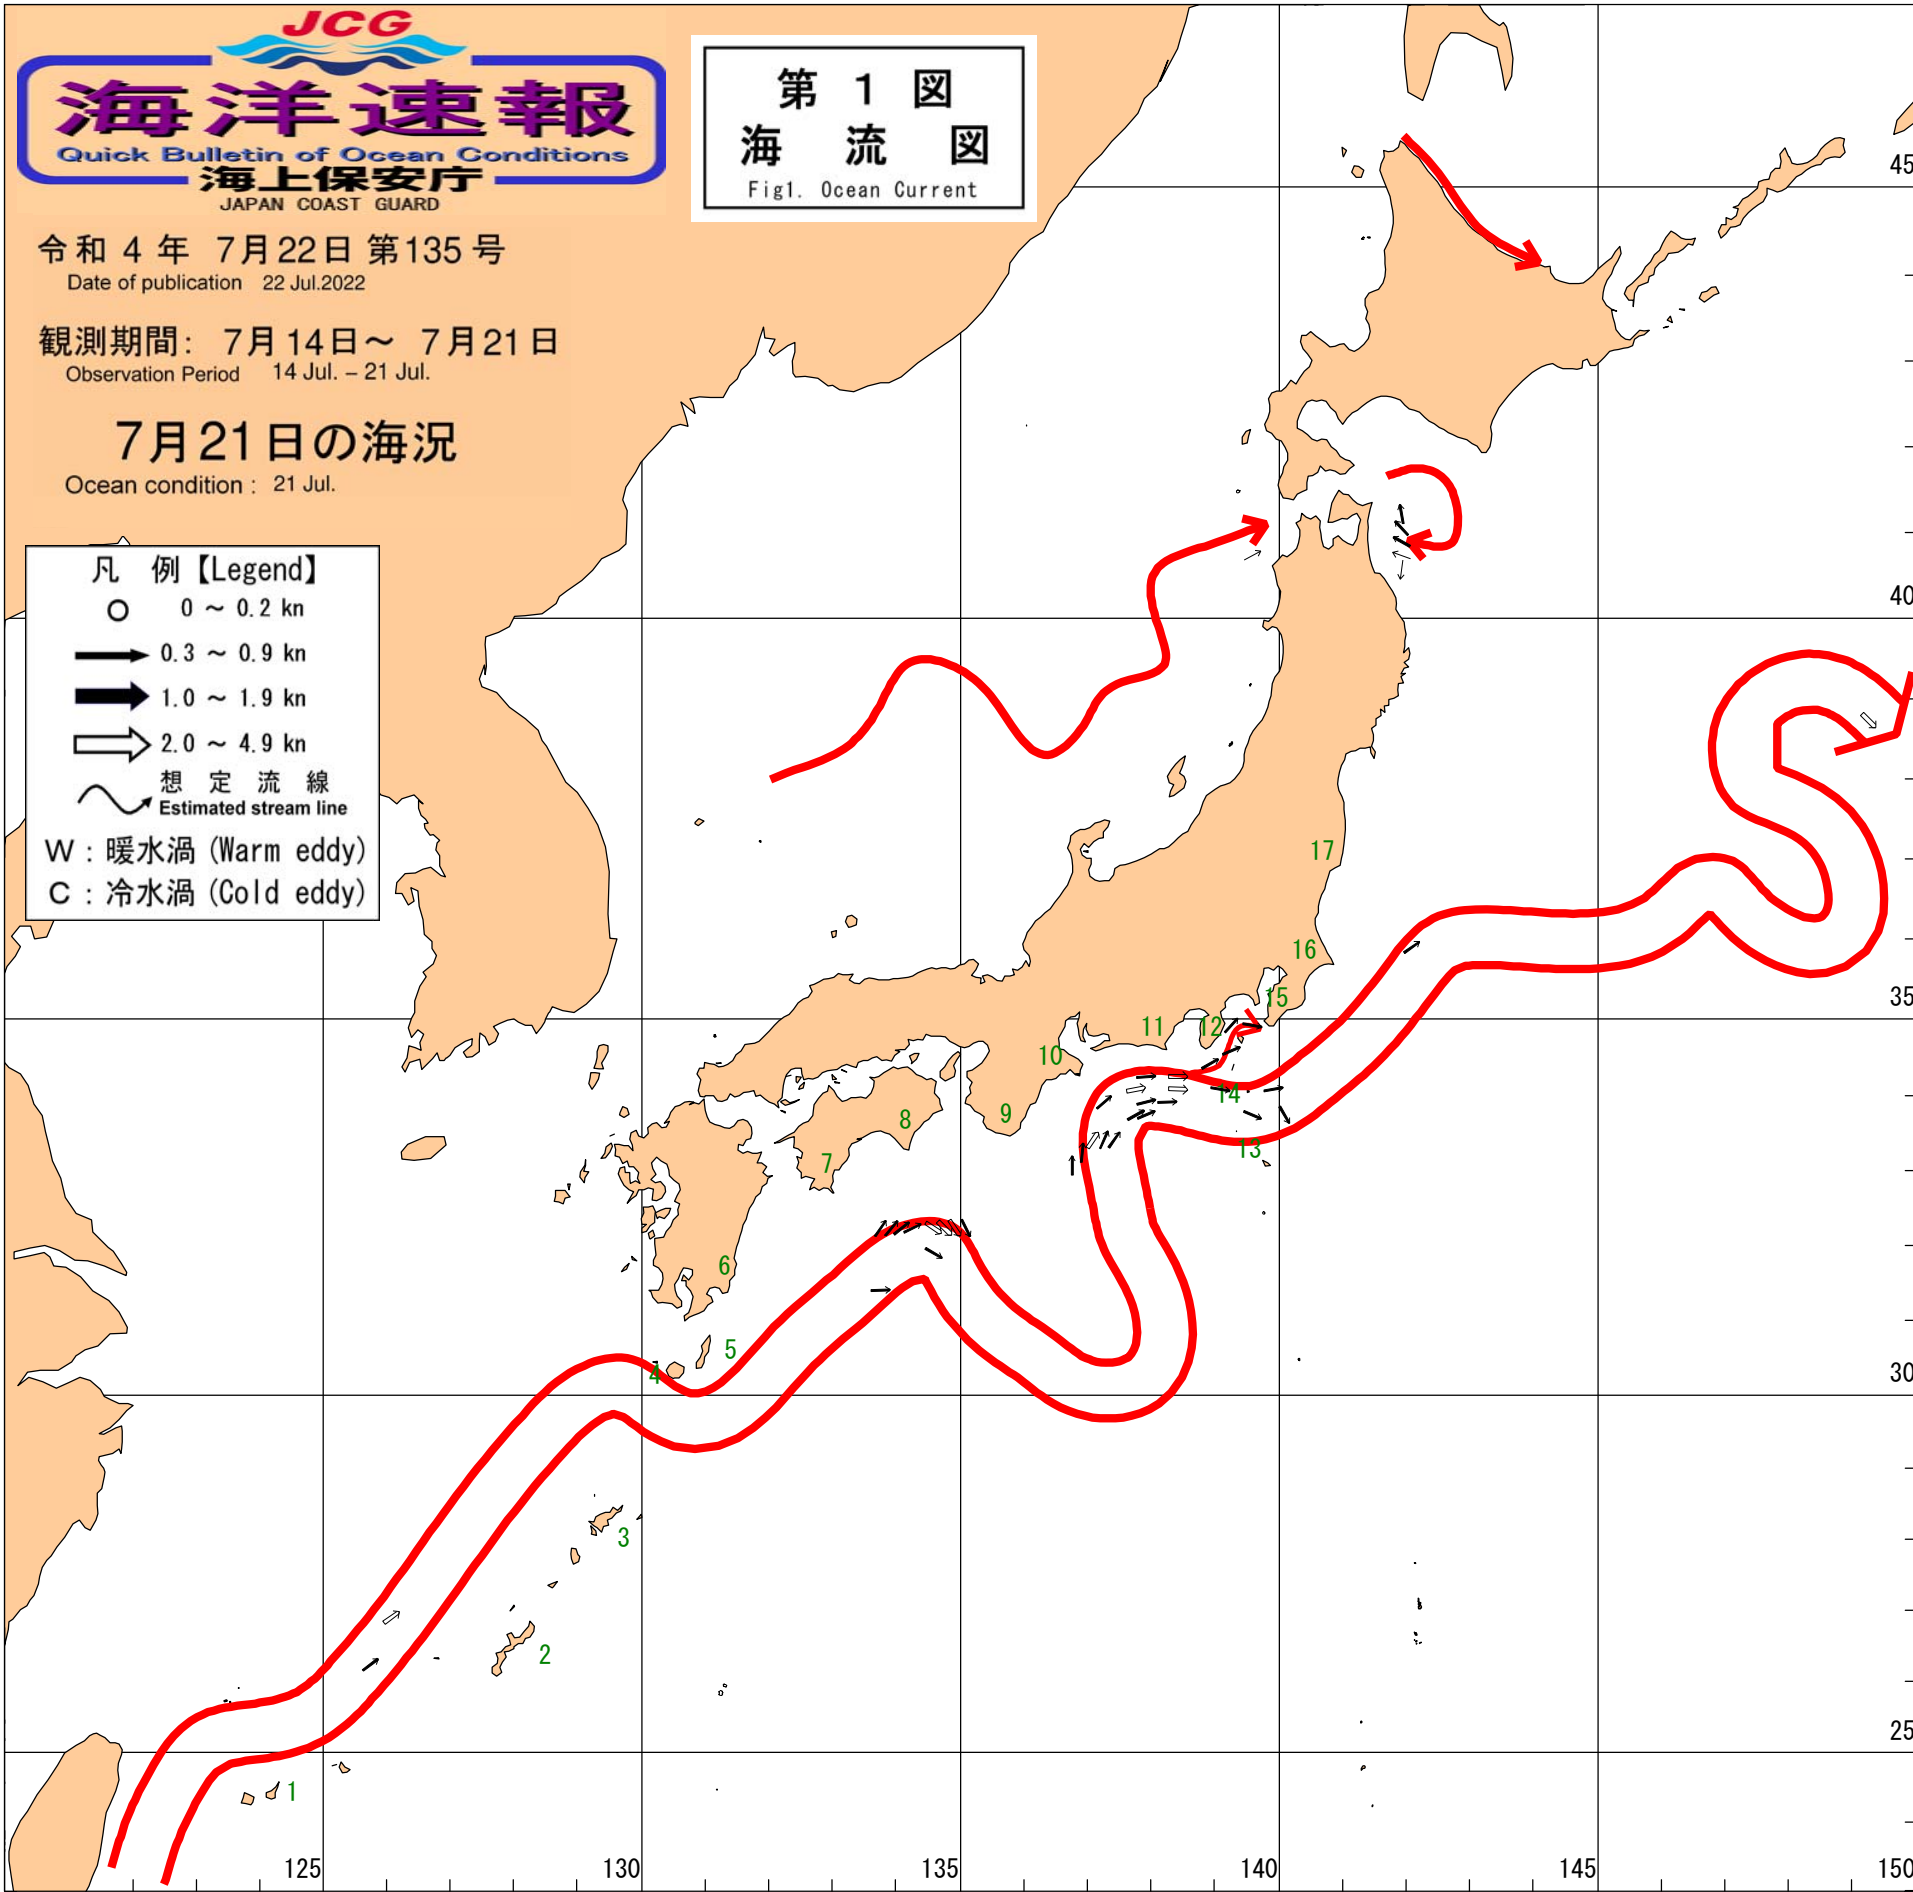 JCG
海洋速報
Quick Bulletin of Ocean Conditions
海上保安庁
JAPAN COAST GUARD
第 1 図
海 流 図
Fig1. Ocean Current
令和 4 年 7月22日 第135 号
Date of publication 22 Jul.2022
観測期間: 7月14日～ 7月21日
Observation Period 14 Jul. – 21 Jul.
7月21日の海況
Ocean condition : 21 Jul.
凡 例【Legend】
0 ～ 0.2 kn
0.3 ～ 0.9 kn
1.0 ～ 1.9 kn
2.0 ～ 4.9 kn
想 定 流 線
Estimated stream line
W : 暖水渦 (Warm eddy)
C : 冷水渦 (Cold eddy)
45
40
17
16
35
15
12
11
10
14
9
8
13
7
6
5
4
30
3
2
25
1
125
130
135
140
145
150